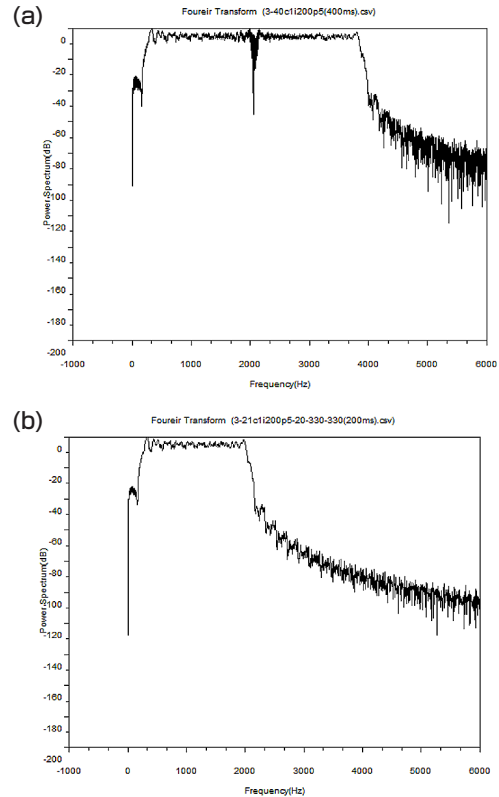 (a)
Foureir Transform (3-40c1i200p5(400ms).csv)
0
-20
-40
-60
-80
-100
-120
-140
-160
-180
-200
Power.Spectrum(dB)
-1000 0 1000 2000 3000 4000 5000 6000
Frequency(Hz)
(b)
Foureir Transform (3-21c1i200p5-20-330-330(200ms).csv)
0
-20
-40
-60
-80
-100
-120
-140
-160
-180
-200
Power.Spectrum(dB)
-1000 0 1000 2000 3000 4000 5000 6000
Frequency(Hz)